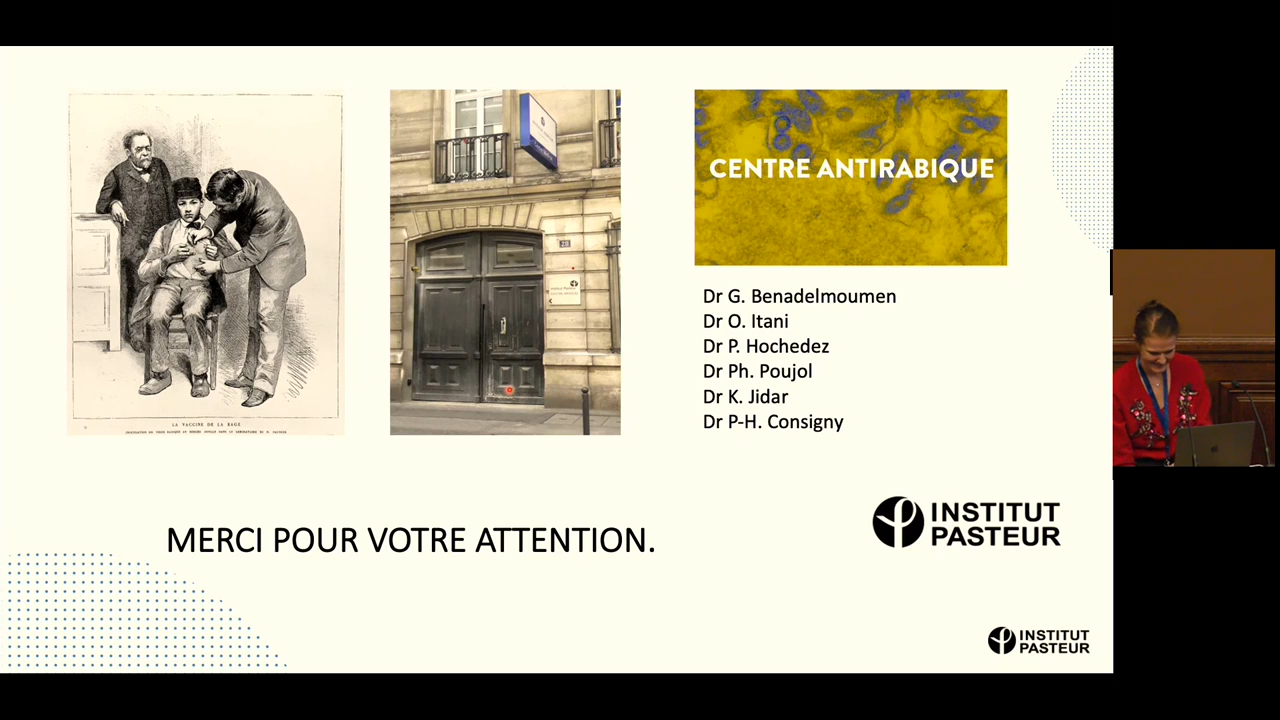 LA VACCINE DE LA RAGE
28
CENTRE ANTIRABIQUE
Dr G. Benadelmoumen
Dr O. Itani
Dr P. Hochedez
Dr Ph. Poujol
Dr K. Jidar
Dr P-H. Consigny
MERCI POUR VOTRE ATTENTION.
INSTITUT
PASTEUR
INSTITUT
PASTEUR